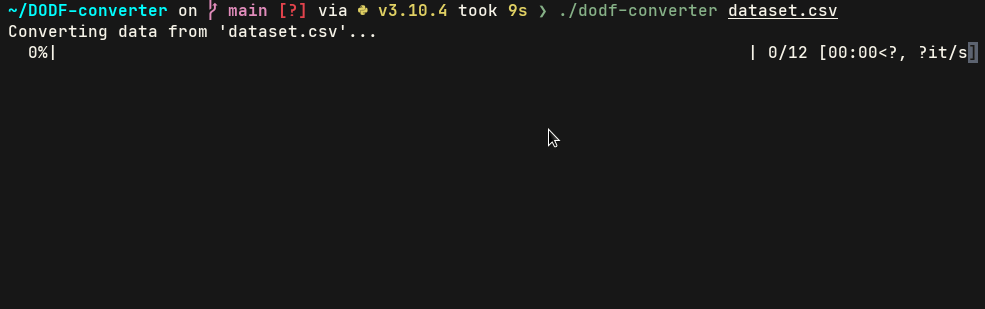 ~/DODF-converter on main [?] via v3.10.4 took 9s ❯ ./dodf-converter dataset.csv
Converting data from 'dataset.csv'...
0%| | 0/12 [00:00<?, ?it/s]